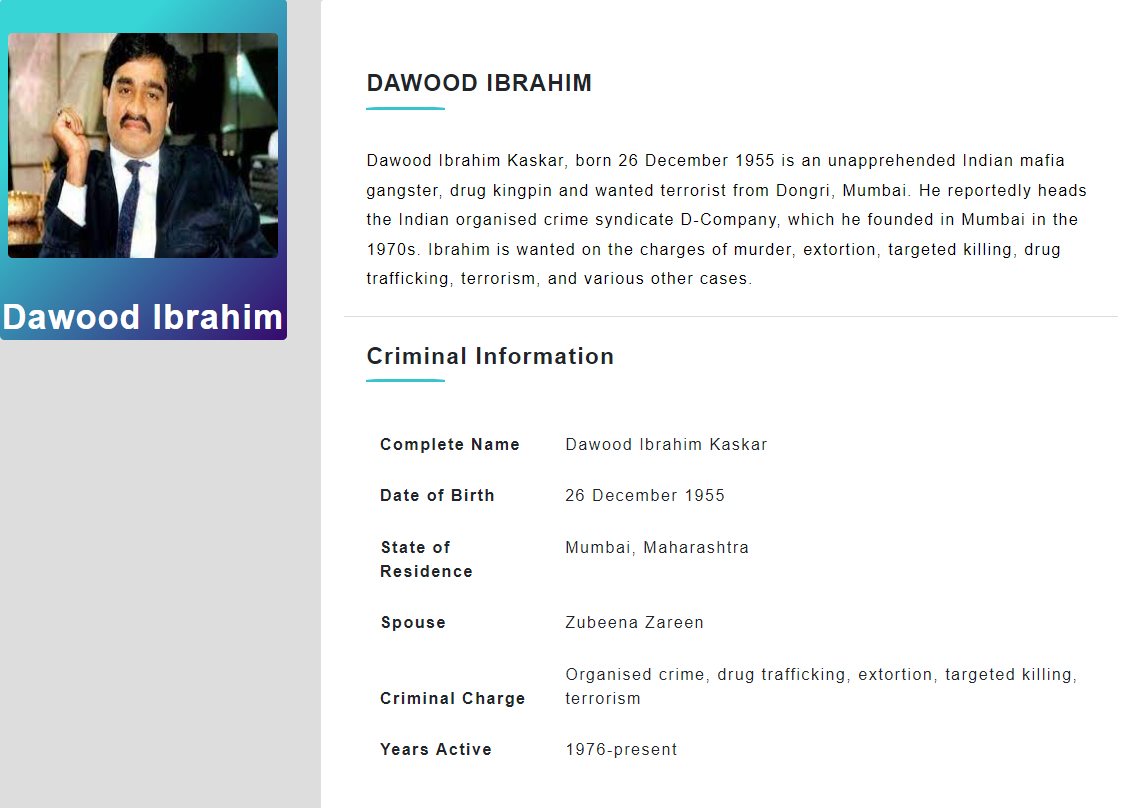 Dawood Ibrahim
DAWOOD IBRAHIM
Dawood Ibrahim Kaskar, born 26 December 1955 is an unapprehended Indian mafia
gangster, drug kingpin and wanted terrorist from Dongri, Mumbai. He reportedly heads
the Indian organised crime syndicate D-Company, which he founded in Mumbai in the
1970s. Ibrahim is wanted on the charges of murder, extortion, targeted killing, drug
trafficking, terrorism, and various other cases.
Criminal Information
Complete Name Dawood Ibrahim Kaskar
Date of Birth 26 December 1955
State of Mumbai, Maharashtra
Residence
Spouse Zubeena Zareen
Organised crime, drug trafficking, extortion, targeted killing,
Criminal Charge terrorism
Years Active 1976-present